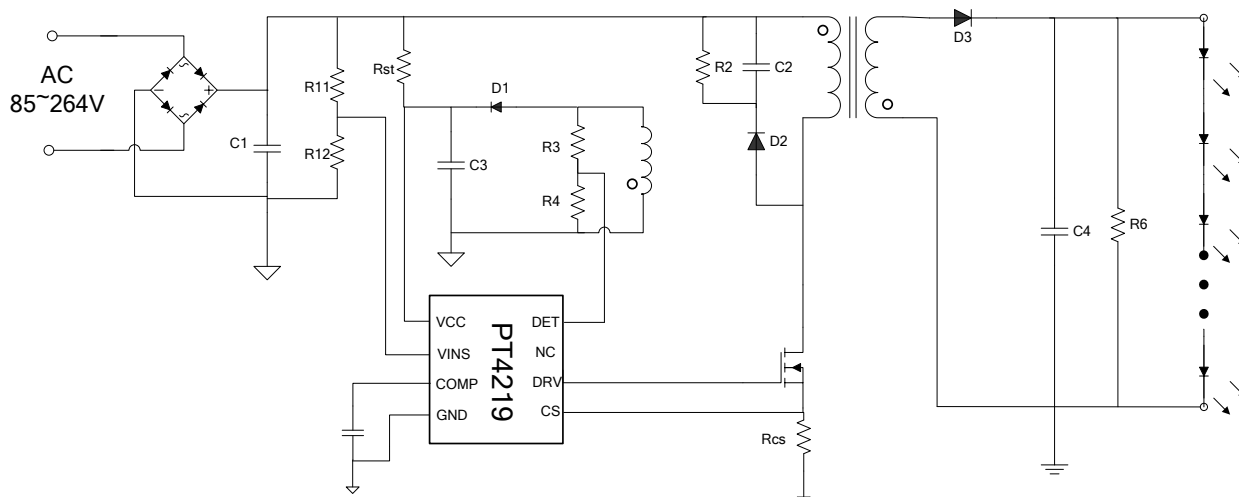 AC
85~264V
C1
R11
R12
Rst
D1
C3
R3
R4
R2
C2
D2
D3
C4
R6
VCC
VINS
COMP
GND
PT4219
DET
NC
DRV
CS
Rcs